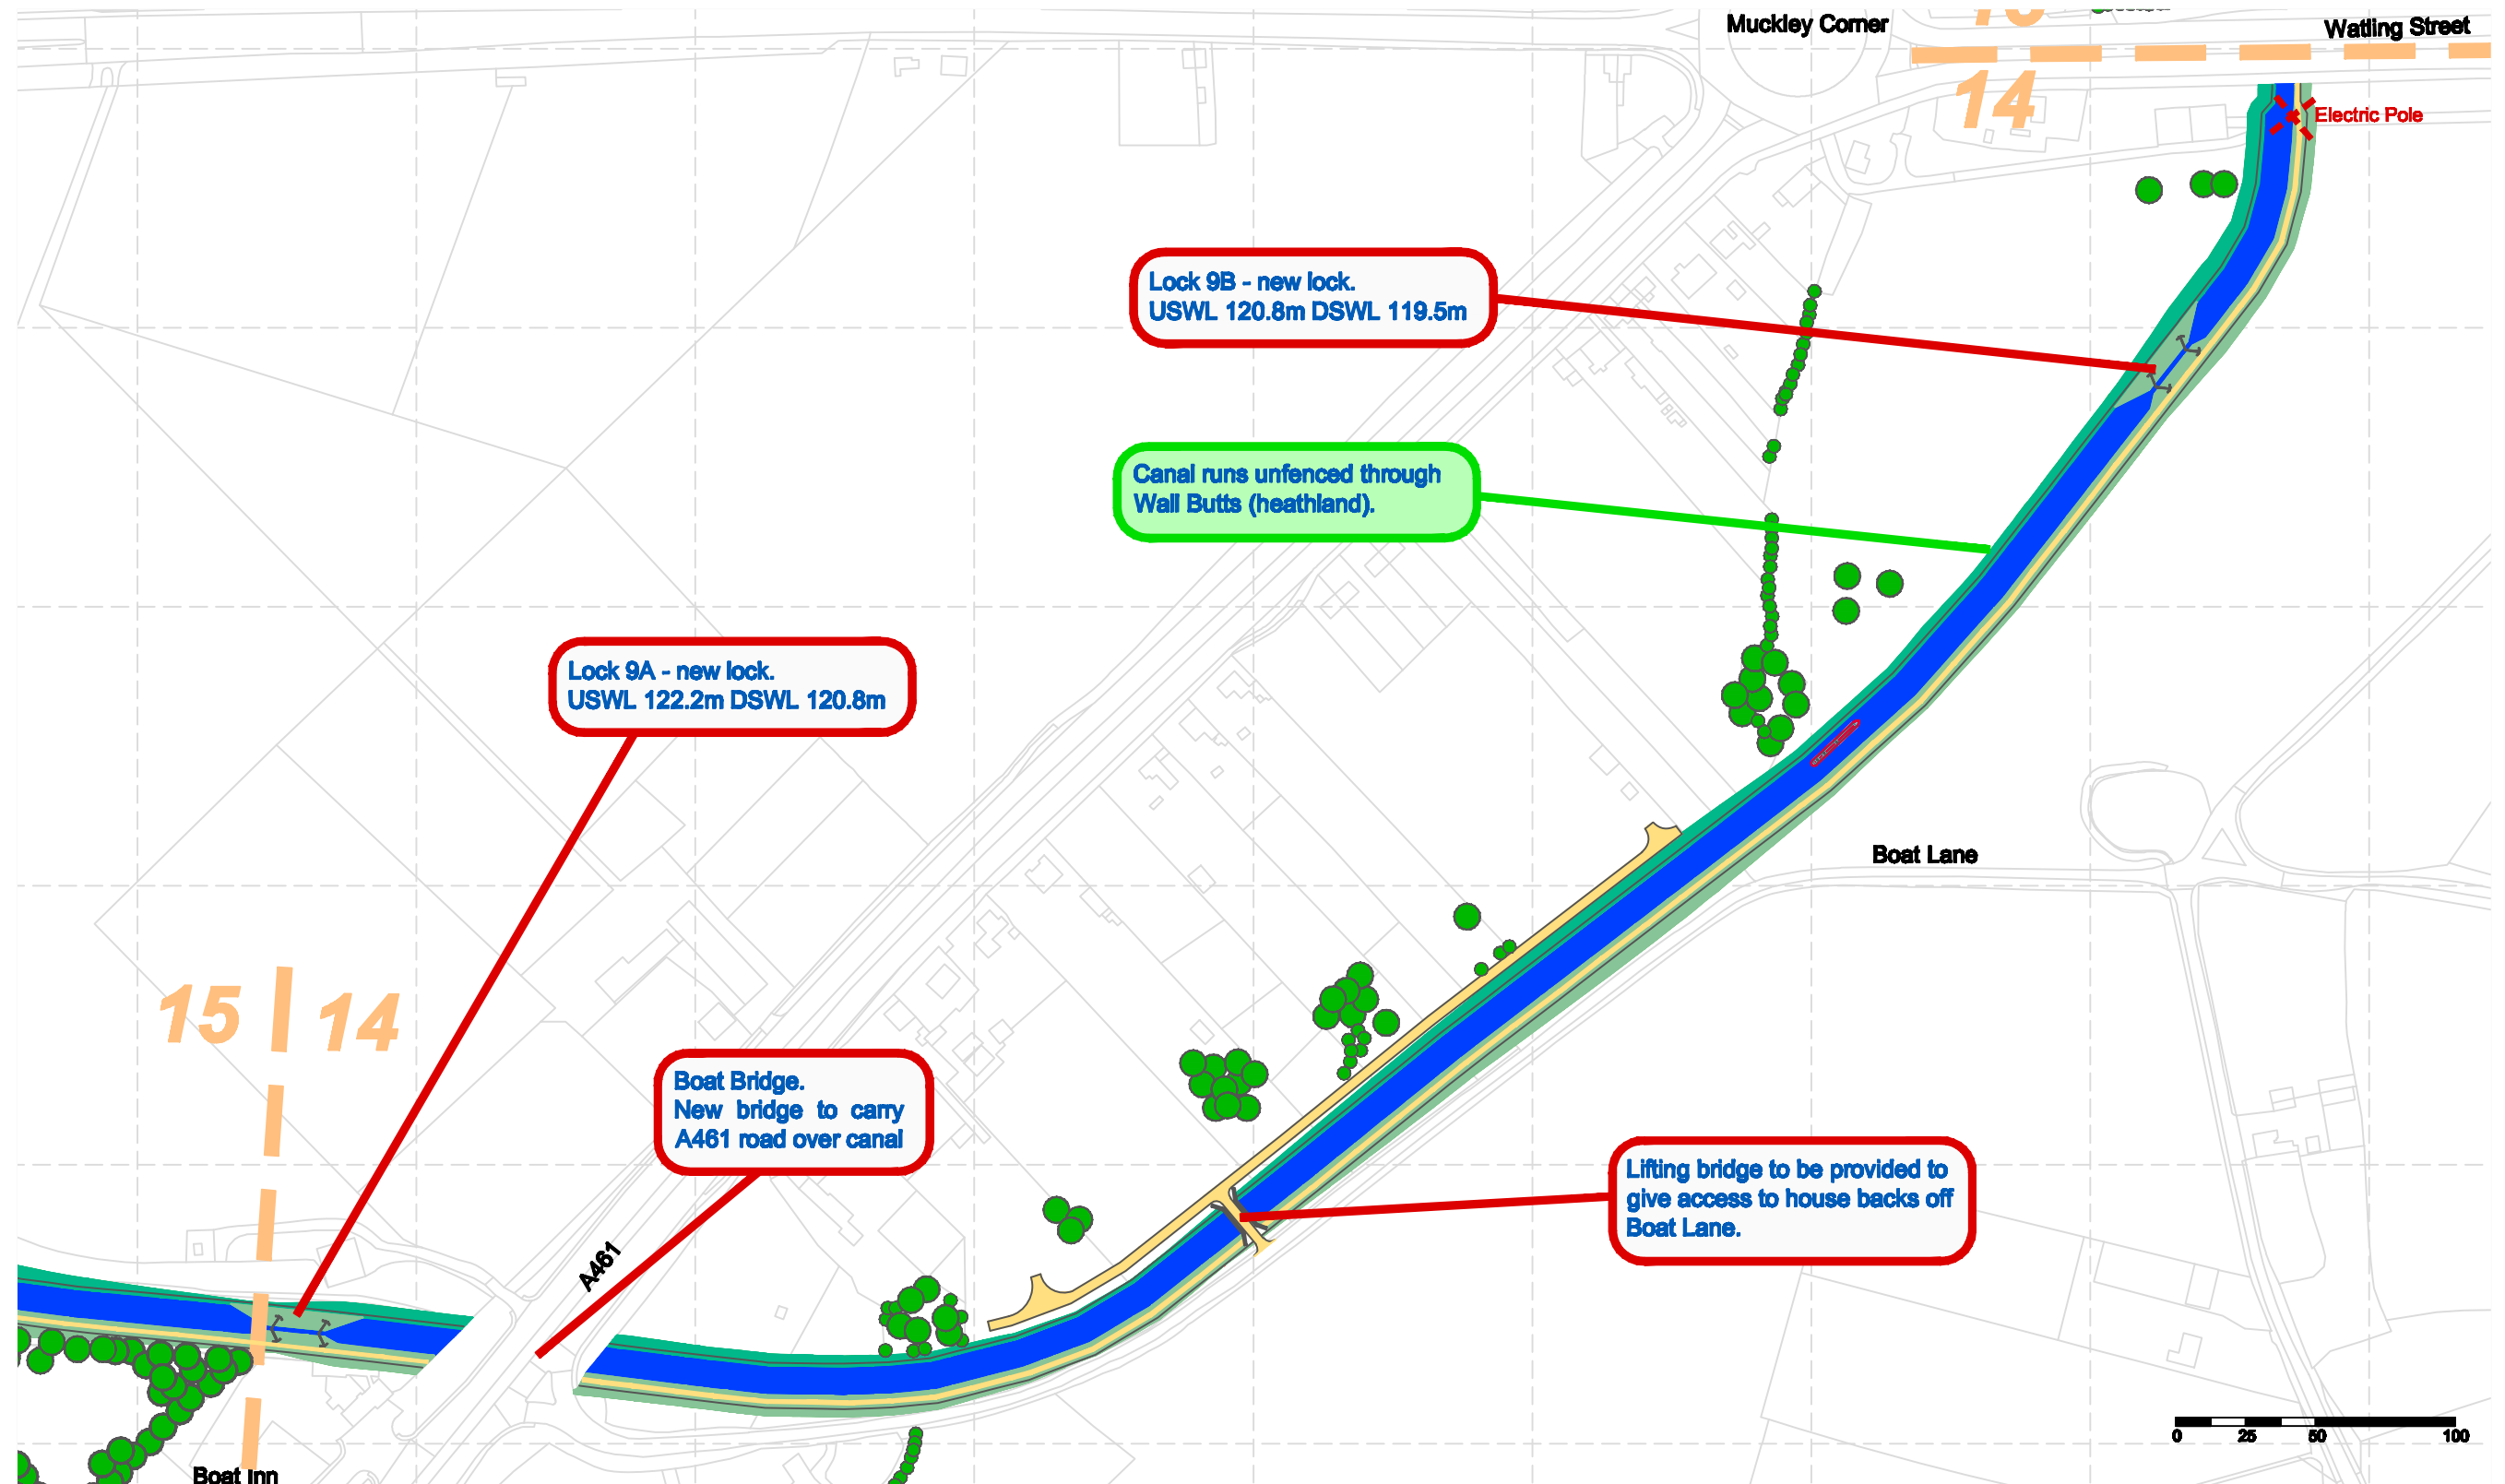 Muckley Corner
Watling Street
14
Electric Pole
Lock 9B - new lock.
USWL 120.8m DSWL 119.5m
Canal runs unfenced through
Wall Butts (heathland).
Lock 9A - new lock.
USWL 122.2m DSWL 120.8m
Boat Lane
15 14
Boat Bridge.
New bridge to carry
A461 road over canal
Lifting bridge to be provided to
give access to house backs off
Boat Lane.
A461
0 25 50 100
Boat Inn